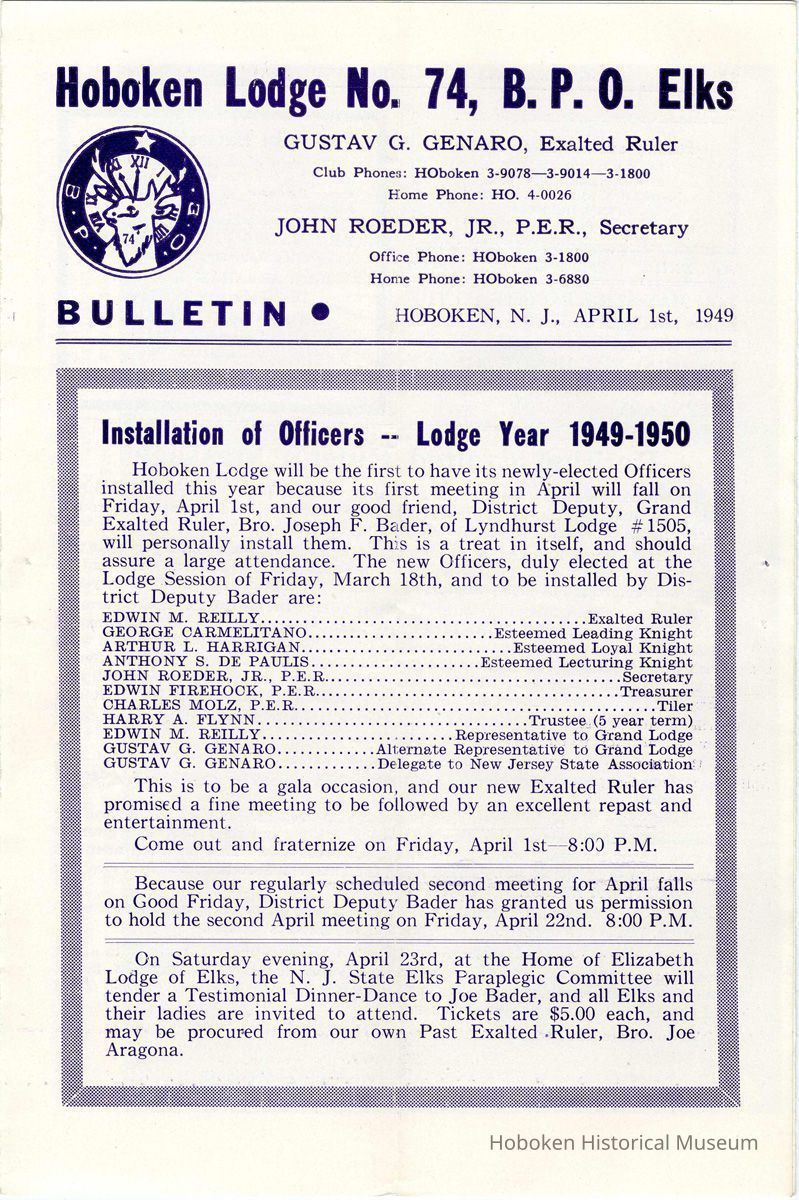 Hoboken Lodge No. 74, B. P. O. Elks
GUSTAV G. GENARO, Exalted Ruler
Club Phones: HOboken 3-9078—3-9014—3-1800
Home Phone: HO. 4-0026
JOHN ROEDER, JR., P.E.R., Secretary
Office Phone: HOboken 3-1800
Home Phone: HOboken 3-6880
B P O E
74
BULLETIN ● HOBOKEN, N. J., APRIL 1st, 1949
Installation of Officers -- Lodge Year 1949-1950
Hoboken Lodge will be the first to have its newly-elected Officers
installed this year because its first meeting in April will fall on
Friday, April 1st, and our good friend, District Deputy, Grand
Exalted Ruler, Bro. Joseph F. Bader, of Lyndhurst Lodge #1505,
will personally install them. This is a treat in itself, and should
assure a large attendance. The new Officers, duly elected at the
Lodge Session of Friday, March 18th, and to be installed by Dis-
trict Deputy Bader are:
EDWIN M. REILLY..........Exalted Ruler
GEORGE CARMELITANO..........Esteemed Leading Knight
ARTHUR L. HARRIGAN..........Esteemed Loyal Knight
ANTHONY S. DE PAULIS..........Esteemed Lecturing Knight
JOHN ROEDER, JR., P.E.R...........Secretary
EDWIN FIREHOCK, P.E.R...........Treasurer
CHARLES MOLZ, P.E.R...........Tiler
HARRY A. FLYNN..........Trustee (5 year term)
EDWIN M. REILLY..........Representative to Grand Lodge
GUSTAV G. GENARO..........Alternate Representative to Grand Lodge
GUSTAV G. GENARO..........Delegate to New Jersey State Association
This is to be a gala occasion, and our new Exalted Ruler has
promised a fine meeting to be followed by an excellent repast and
entertainment.
Come out and fraternize on Friday, April 1st—8:00 P.M.
Because our regularly scheduled second meeting for April falls
on Good Friday, District Deputy Bader has granted us permission
to hold the second April meeting on Friday, April 22nd. 8:00 P.M.
On Saturday evening, April 23rd, at the Home of Elizabeth
Lodge of Elks, the N. J. State Elks Paraplegic Committee will
tender a Testimonial Dinner-Dance to Joe Bader, and all Elks and
their ladies are invited to attend. Tickets are $5.00 each, and
may be procured from our own Past Exalted Ruler, Bro. Joe
Aragona.
Hoboken Historical Museum